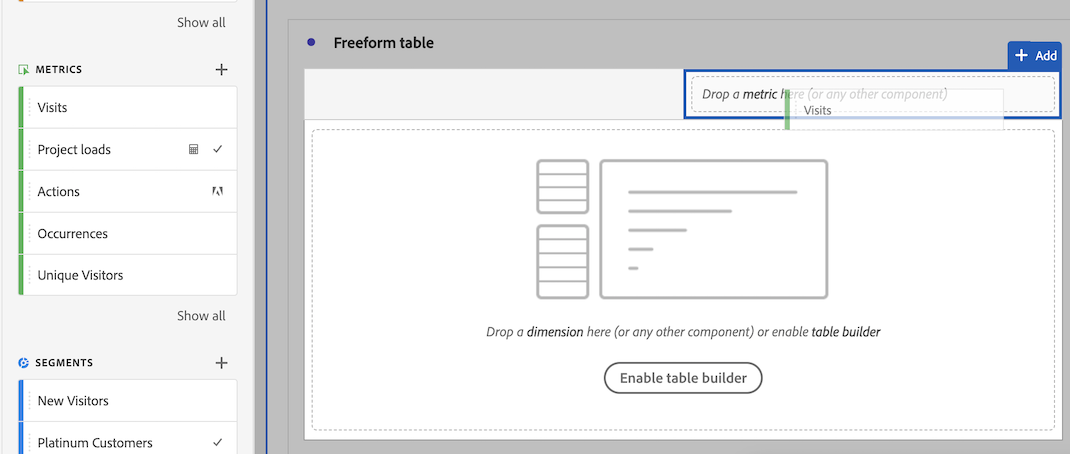 Show all
METRICS
Visits
Project loads
Actions
Occurrences
Unique Visitors
Show all
SEGMENTS
New Visitors
Platinum Customers
Freeform table
Add
Drop a metric here (or any other component)
Visits
Drop a dimension here (or any other component) or enable table builder
Enable table builder